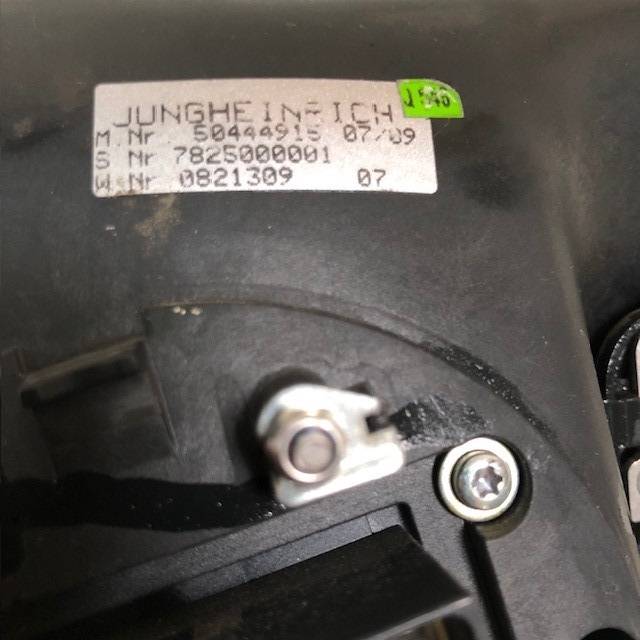 JUNGHEINRICH
M Nr 50444915 07/09
S Nr 7825000001
W Nr 0821309 07